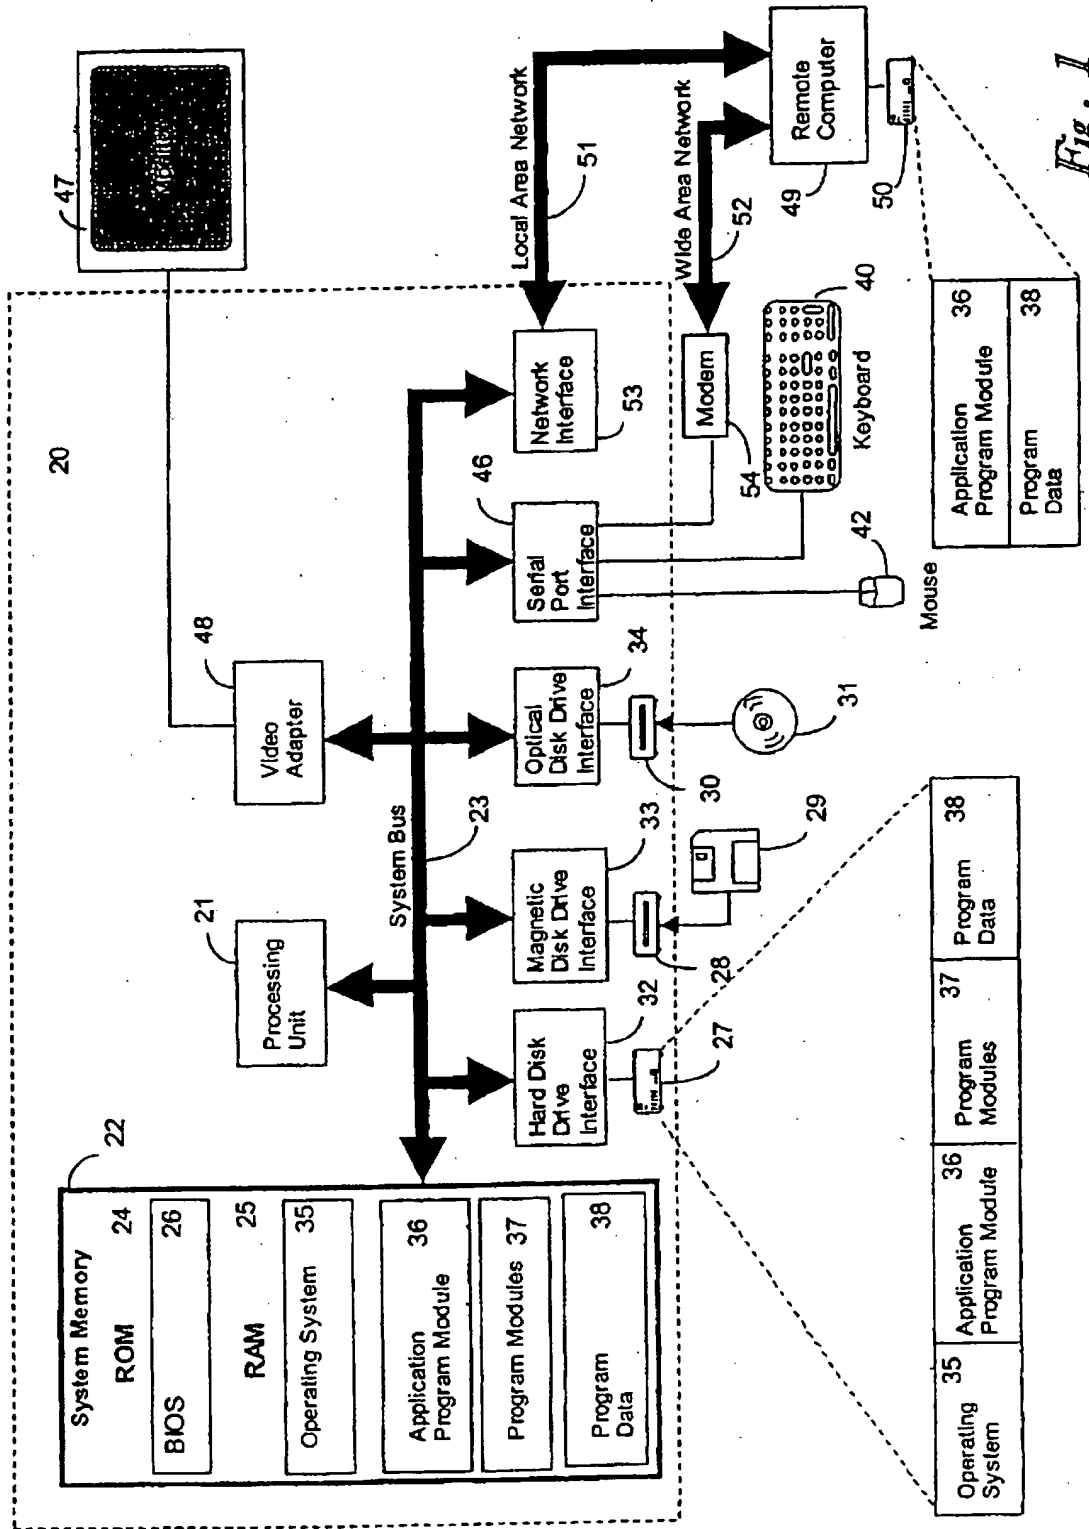 System Memory
22
ROM
24
BIOS
26
RAM
25
Operating System
35
Application
Program Module
36
Program Modules
37
Program
Data
38
Processing
Unit
21
Video
Adapter
48
20
47
Monitor
System Bus
23
Hard Disk
Drive
Interface
32
Magnetic
Disk Drive
Interface
33
Optical
Disk Drive
Interface
34
Serial
Port
Interface
46
Network
Interface
53
Local Area Network
51
27
28
30
29
31
Modem
54
Wide Area Network
52
Keyboard
40
Mouse
42
Remote
Computer
49
50
Operating
System
35
Application
Program Module
36
Program
Modules
37
Program
Data
38
Application
Program Module
36
Program
Data
38
Fig. 1